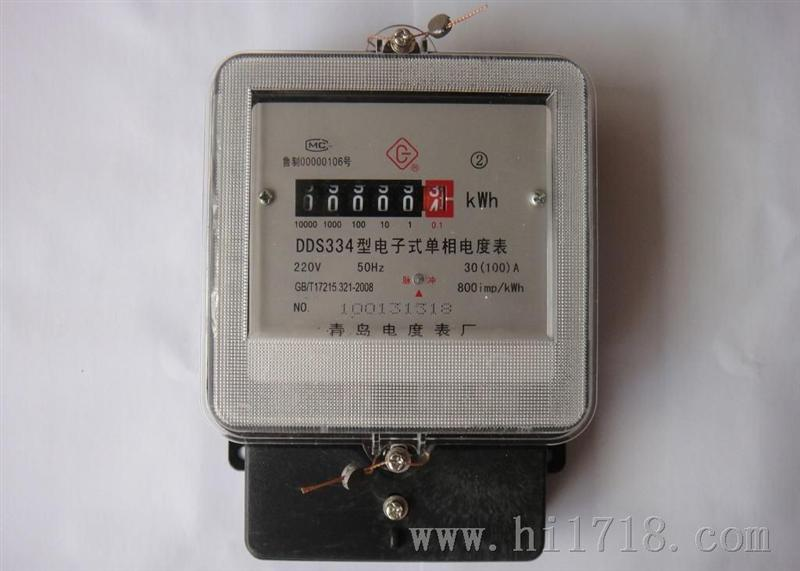 MC
鲁制00000106号
G
®
②
00000
kWh
10000 1000 100 10 1 0.1
DDS334型电子式单相电度表
220V 50Hz 30(100)A
脉 冲
GB/T17215.321-2008 800imp/kWh
NO. 100131318
青岛电度表厂
www.hi1718.com